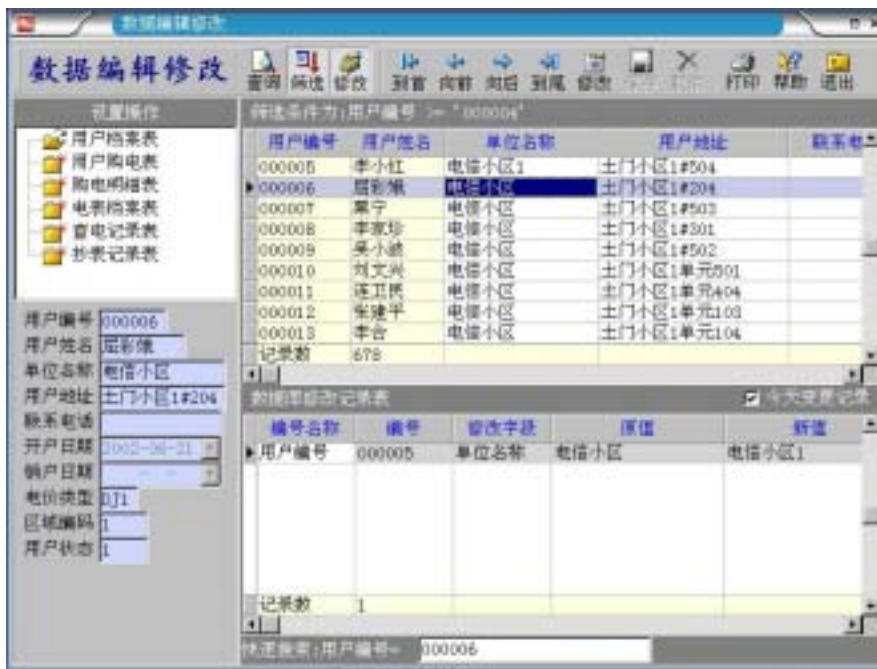 数据编辑修改
数据编辑修改 查询 筛选 修改 到首 向前 向后 到尾 修改 打印 帮助 退出
设置操作
用户档案表
用户购电表
购电明细表
电表档案表
窃电记录表
抄表记录表
用户编号 000006
用户姓名
单位名称 电信小区
用户地址 土门小区1#204
联系电话
开户日期 2002-06-21
销户日期 - -
电价类型 DJ1
区域编码 1
用户状态 1
筛选条件为:用户编号 >= '000004'
用户编号 用户姓名 单位名称 用户地址 联系电
000005 李小红 电信小区1 土门小区1#504
000006 电信小区 土门小区1#204
000007 电信小区 土门小区1#503
000008 李家珍 电信小区 土门小区1#301
000009 吴小波 电信小区 土门小区1#502
000010 刘文兴 电信小区 土门小区1单元501
000011 连卫民 电信小区 土门小区1单元404
000012 张建平 电信小区 土门小区1单元103
000013 李台 电信小区 土门小区1单元104
记录数 678
数据库修改记录表 今天变更记录
编号名称 编号 修改字段 原值 新值
用户编号 000005 单位名称 电信小区 电信小区1
记录数 1
快速搜索:用户编号= 000006